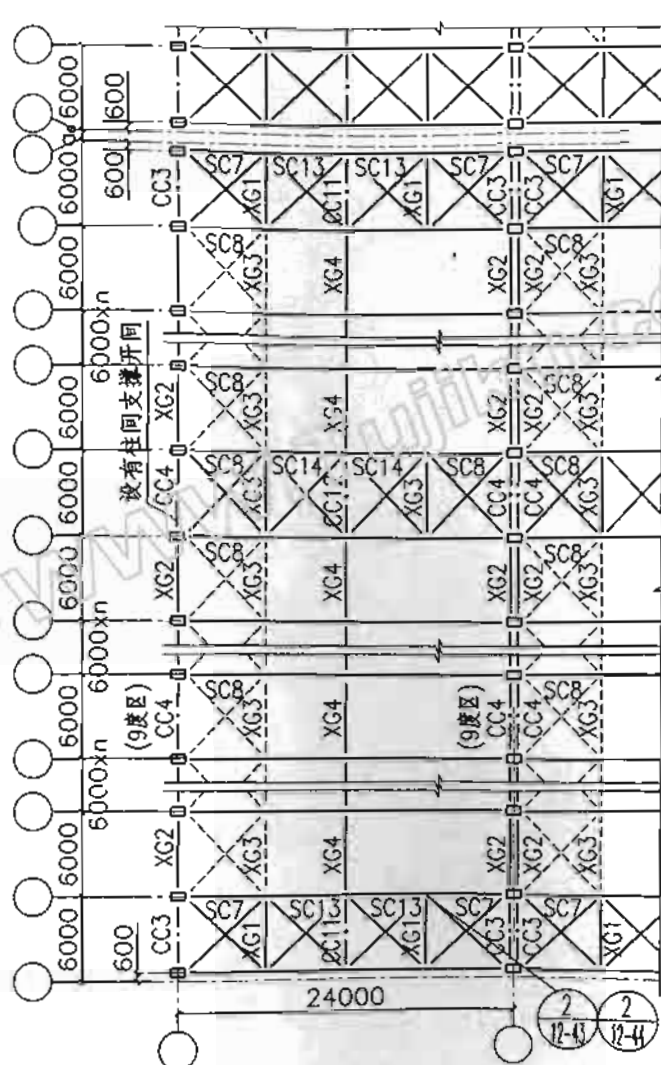 6000
600
a_e
6000
600
CC3
SC7
SC13
SC13
SC7
XG1
CC11
XG1
CC3
CC3
SC7
XG1
6000
SC8
XG3
XG4
XG2
XG2
SC8
XG3
6000xn
设有柱间支撑开间
6000
XG2
SC8
XG3
XG4
XG2
XG2
SC8
XG3
6000
CC4
SC8
SC14
SC14
SC8
XG3
CC12
XG3
CC4
CC4
SC8
XG3
6000
XG2
SC8
XG3
XG4
XG2
XG2
SC8
XG3
6000xn
6000
(9度区)
CC4
SC8
XG3
XG4
(9度区)
CC4
CC4
SC8
XG3
6000xn
6000
XG2
XG3
XG4
XG2
XG2
XG3
6000
600
CC3
SC7
SC13
SC13
SC7
XG1
CC11
XG1
CC3
CC3
SC7
XG1
24000
2
12-43
2
12-44